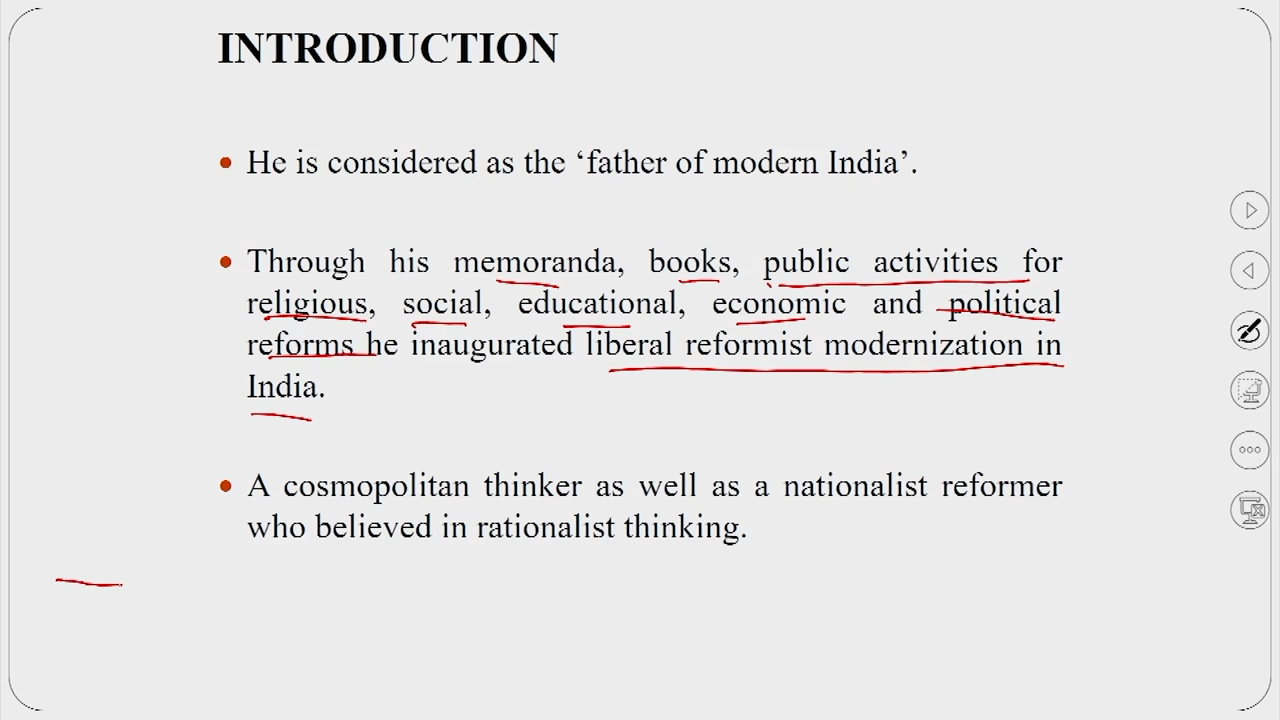 INTRODUCTION
• He is considered as the ‘father of modern India’.
• Through his memoranda, books, public activities for
religious, social, educational, economic and political
reforms he inaugurated liberal reformist modernization in
India.
• A cosmopolitan thinker as well as a nationalist reformer
who believed in rationalist thinking.